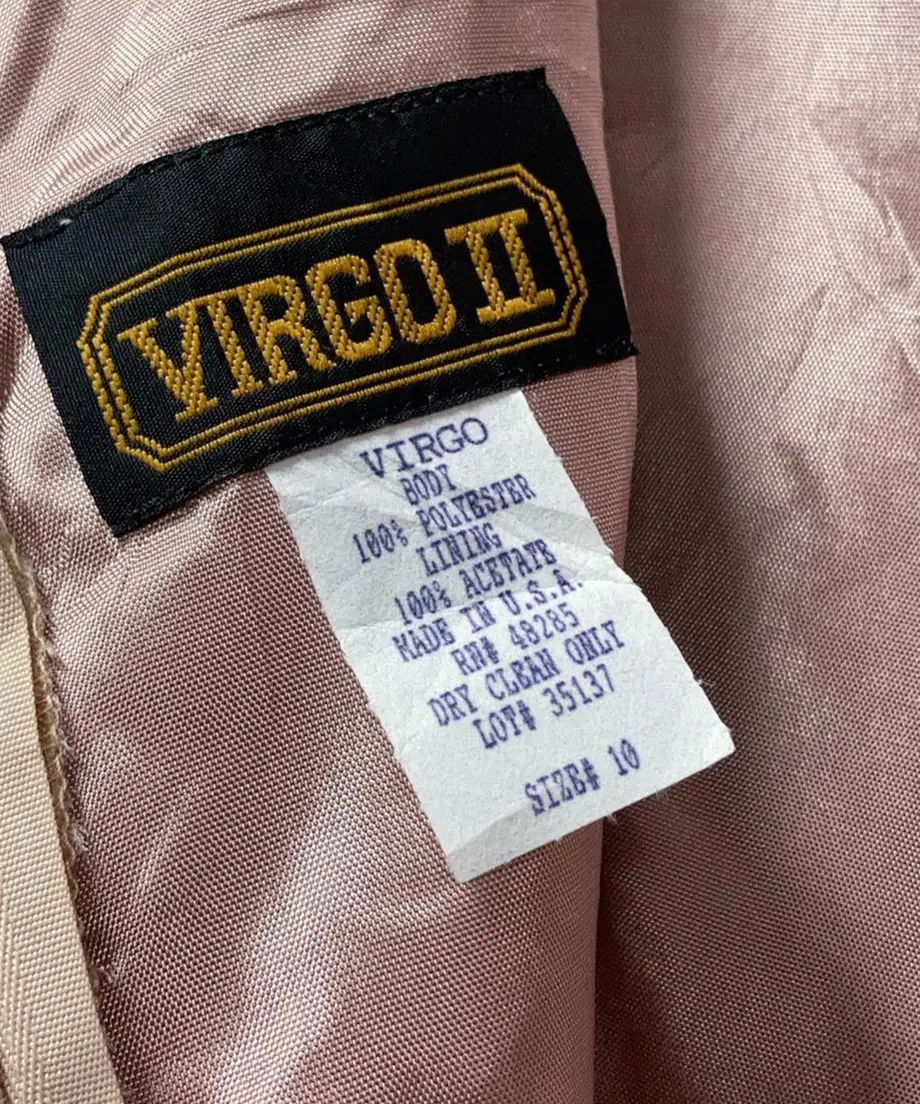 VIRGO II
VIRGO
BODY
100% POLYESTER
LINING
100% ACETATE
MADE IN U.S.A.
RN# 48285
DRY CLEAN ONLY
LOT# 35137
SIZE# 10